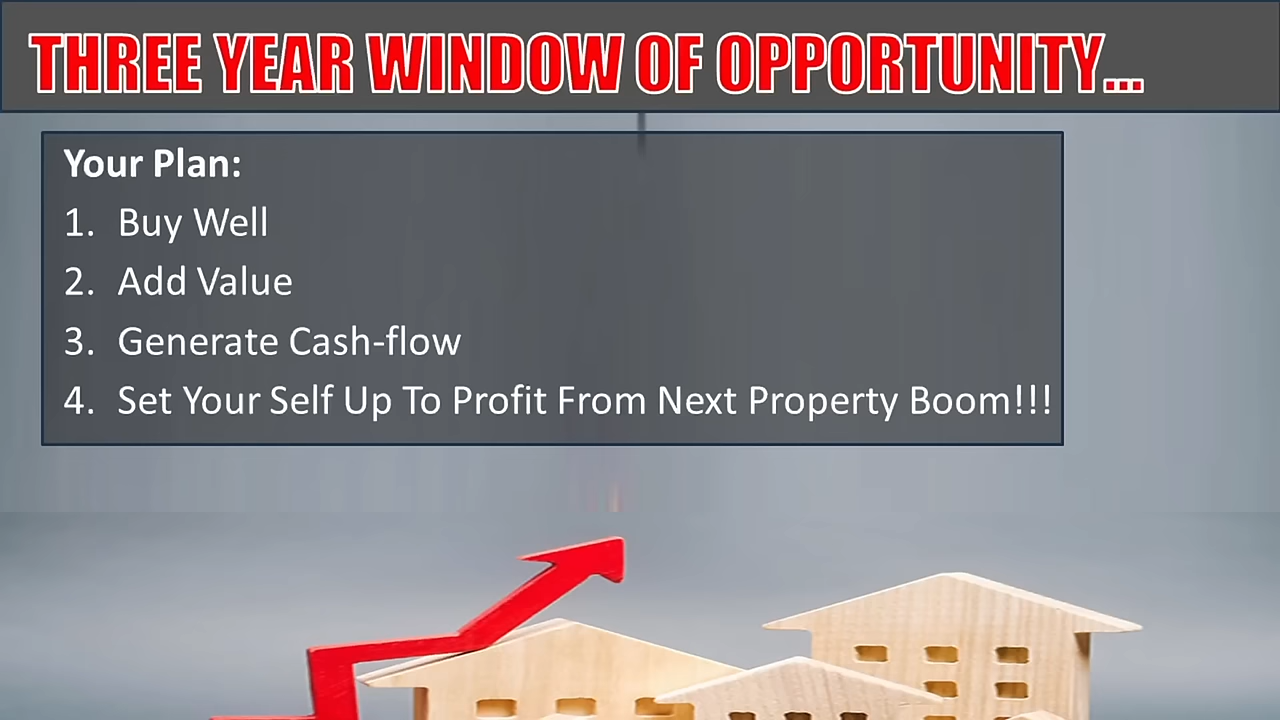 THREE YEAR WINDOW OF OPPORTUNITY...
Your Plan:
1. Buy Well
2. Add Value
3. Generate Cash-flow
4. Set Your Self Up To Profit From Next Property Boom!!!